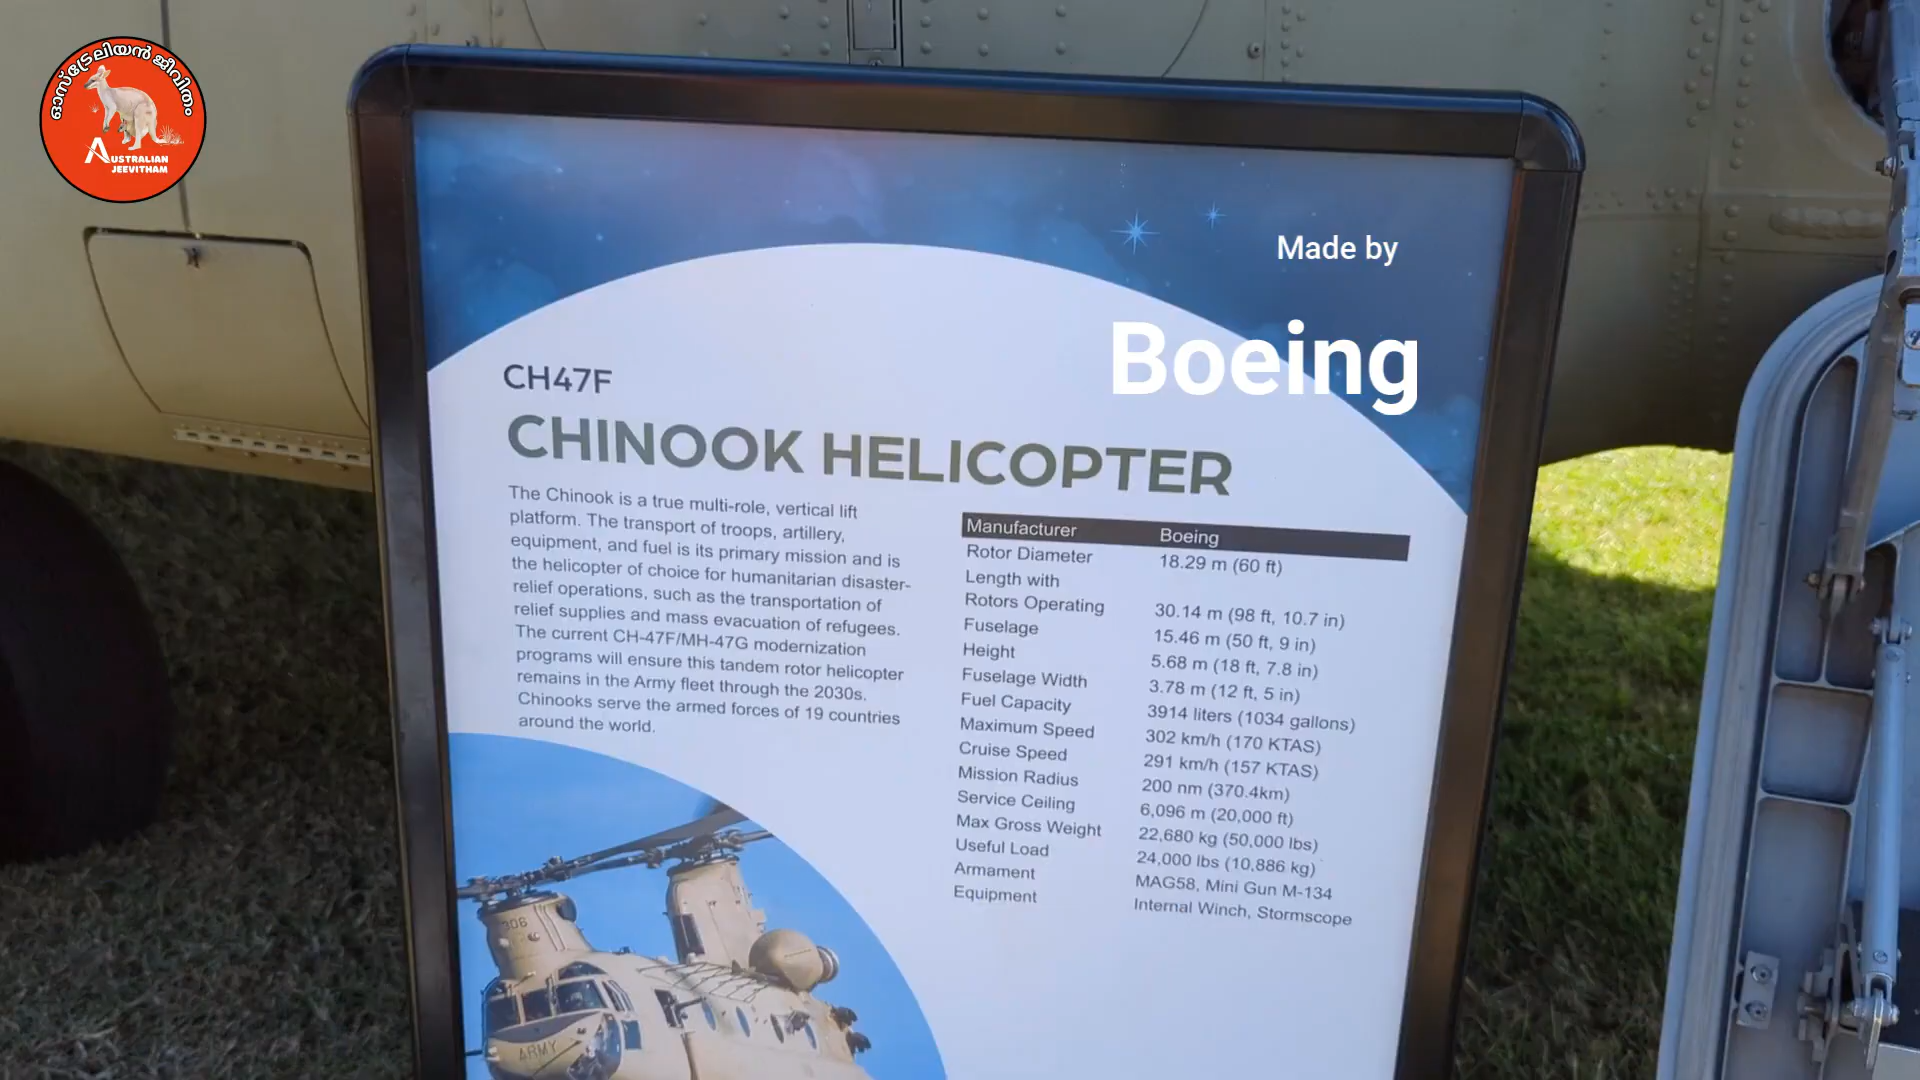 ഓസ്ട്രേലിയൻ ജീവിതം
AUSTRALIAN
JEEVITHAM
Made by
Boeing
CH47F
CHINOOK HELICOPTER
The Chinook is a true multi-role, vertical lift
platform. The transport of troops, artillery,
equipment, and fuel is its primary mission and is
the helicopter of choice for humanitarian disaster-
relief operations, such as the transportation of
relief supplies and mass evacuation of refugees.
The current CH-47F/MH-47G modernization
programs will ensure this tandem rotor helicopter
remains in the Army fleet through the 2030s.
Chinooks serve the armed forces of 19 countries
around the world.
Manufacturer Boeing
Rotor Diameter 18.29 m (60 ft)
Length with
Rotors Operating 30.14 m (98 ft, 10.7 in)
Fuselage 15.46 m (50 ft, 9 in)
Height 5.68 m (18 ft, 7.8 in)
Fuselage Width 3.78 m (12 ft, 5 in)
Fuel Capacity 3914 liters (1034 gallons)
Maximum Speed 302 km/h (170 KTAS)
Cruise Speed 291 km/h (157 KTAS)
Mission Radius 200 nm (370.4km)
Service Ceiling 6,096 m (20,000 ft)
Max Gross Weight 22,680 kg (50,000 lbs)
Useful Load 24,000 lbs (10,886 kg)
Armament MAG58, Mini Gun M-134
Equipment Internal Winch, Stormscope
306
ARMY